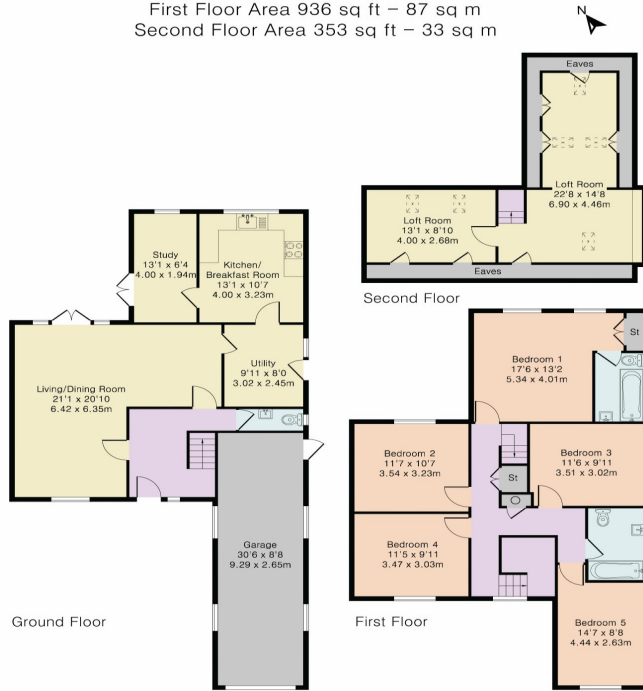 First Floor Area 936 sq ft – 87 sq m
Second Floor Area 353 sq ft – 33 sq m
N
Eaves
Loft Room
22'8 x 14'8
6.90 x 4.46m
Loft Room
13'1 x 8'10
4.00 x 2.68m
Eaves
Second Floor
Study
13'1 x 6'4
4.00 x 1.94m
Kitchen/
Breakfast Room
13'1 x 10'7
4.00 x 3.23m
Utility
9'11 x 8'0
3.02 x 2.45m
Living/Dining Room
21'1 x 20'10
6.42 x 6.35m
Garage
30'6 x 8'8
9.29 x 2.65m
Ground Floor
St
Bedroom 1
17'6 x 13'2
5.34 x 4.01m
Bedroom 2
11'7 x 10'7
3.54 x 3.23m
Bedroom 3
11'6 x 9'11
3.51 x 3.02m
St
Bedroom 4
11'5 x 9'11
3.47 x 3.03m
Bedroom 5
14'7 x 8'8
4.44 x 2.63m
First Floor